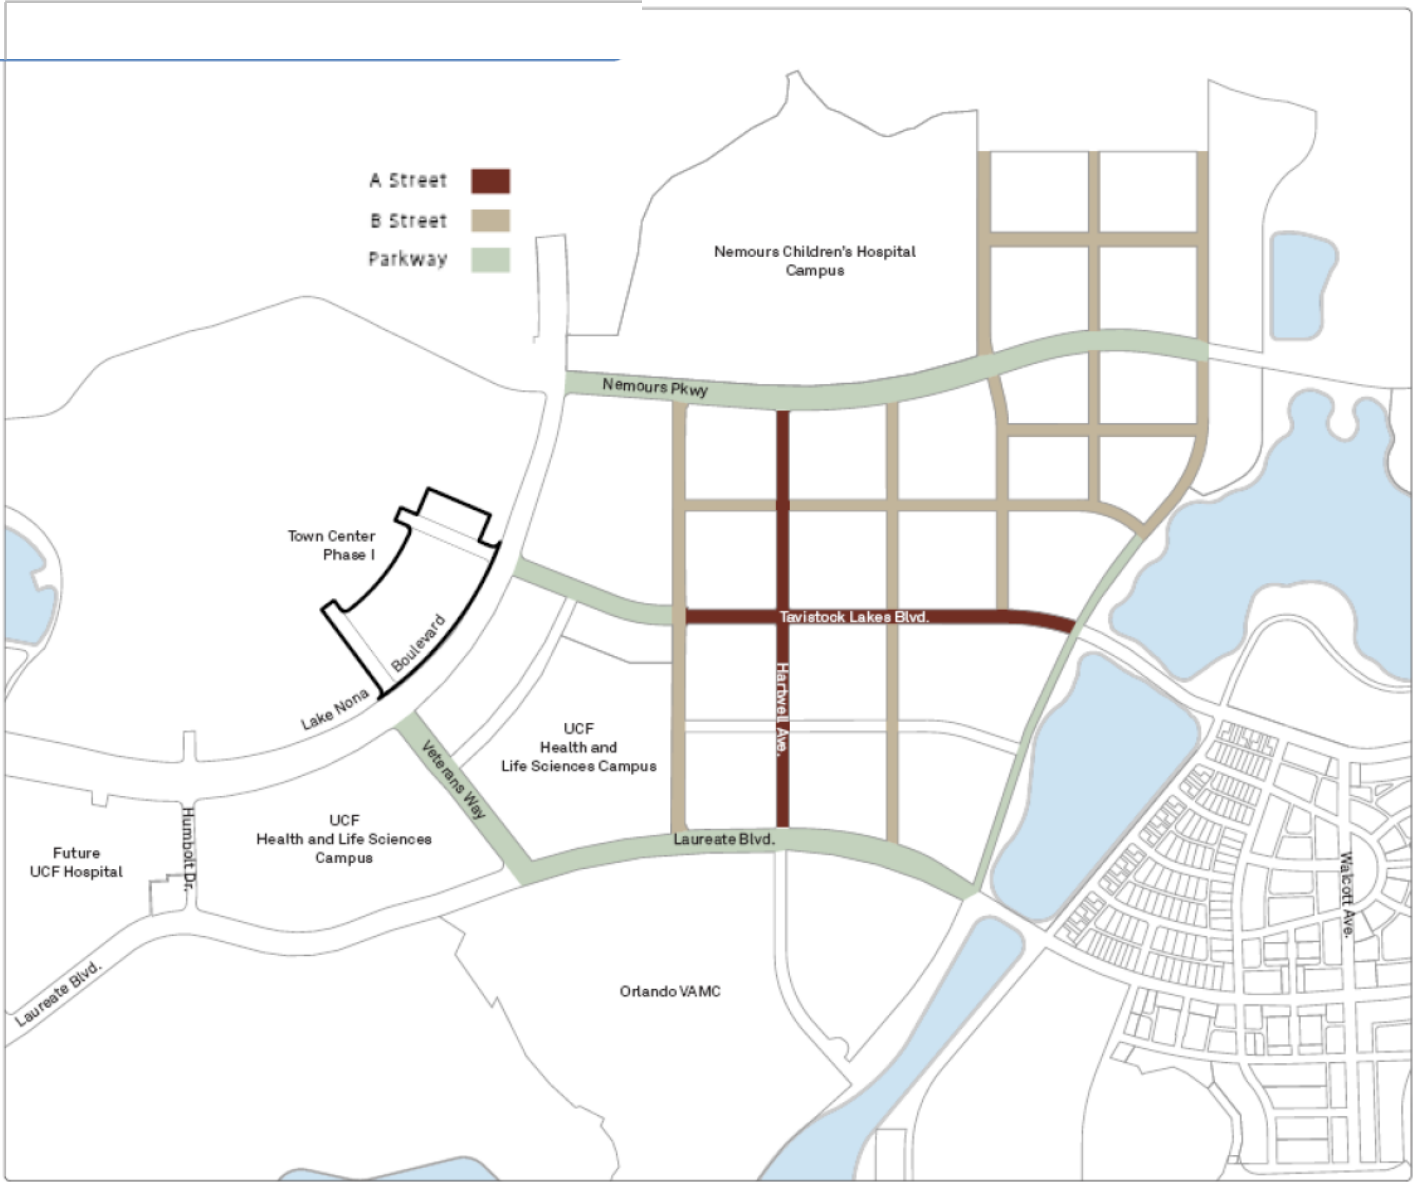 A Street
B Street
Parkway
Nemours Children's Hospital
Campus
Nemours Pkwy
Town Center
Phase I
Boulevard
Lake Nona
Tavistock Lakes Blvd.
Hartwell Ave.
UCF
Health and
Life Sciences Campus
Veterans Way
UCF
Health and Life Sciences
Campus
Humbolt Dr.
Future
UCF Hospital
Laureate Blvd.
Walcott Ave.
Laureate Blvd.
Orlando VAMC